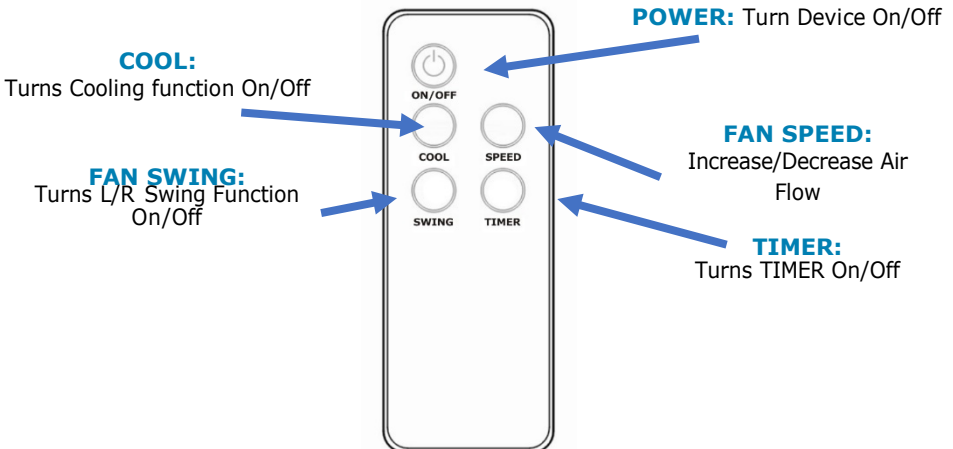 POWER: Turn Device On/Off
COOL:
Turns Cooling function On/Off
ON/OFF
COOL
SPEED
FAN SPEED:
Increase/Decrease Air
Flow
FAN SWING:
Turns L/R Swing Function
On/Off
SWING
TIMER
TIMER:
Turns TIMER On/Off